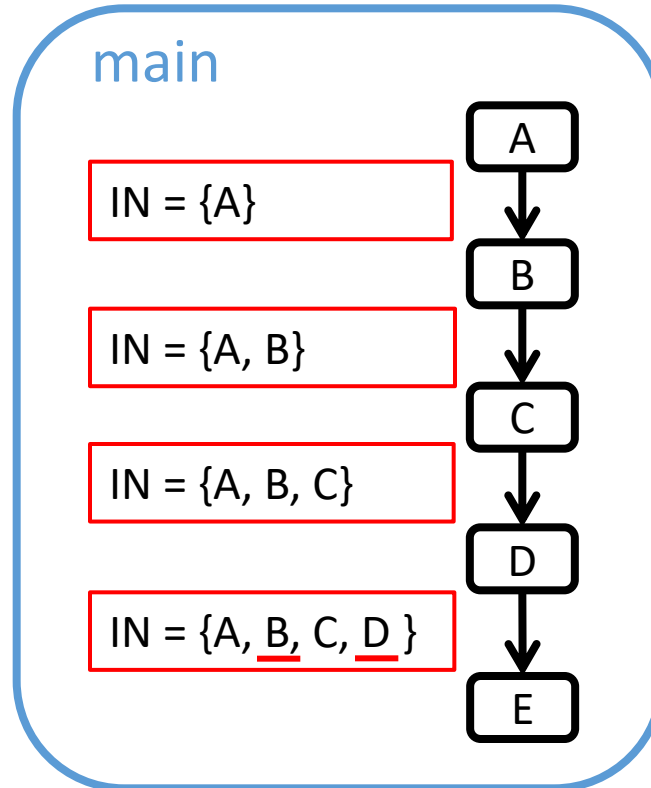 main
A
IN = {A}
B
IN = {A, B}
C
IN = {A, B, C}
D
IN = {A, B, C, D }
E